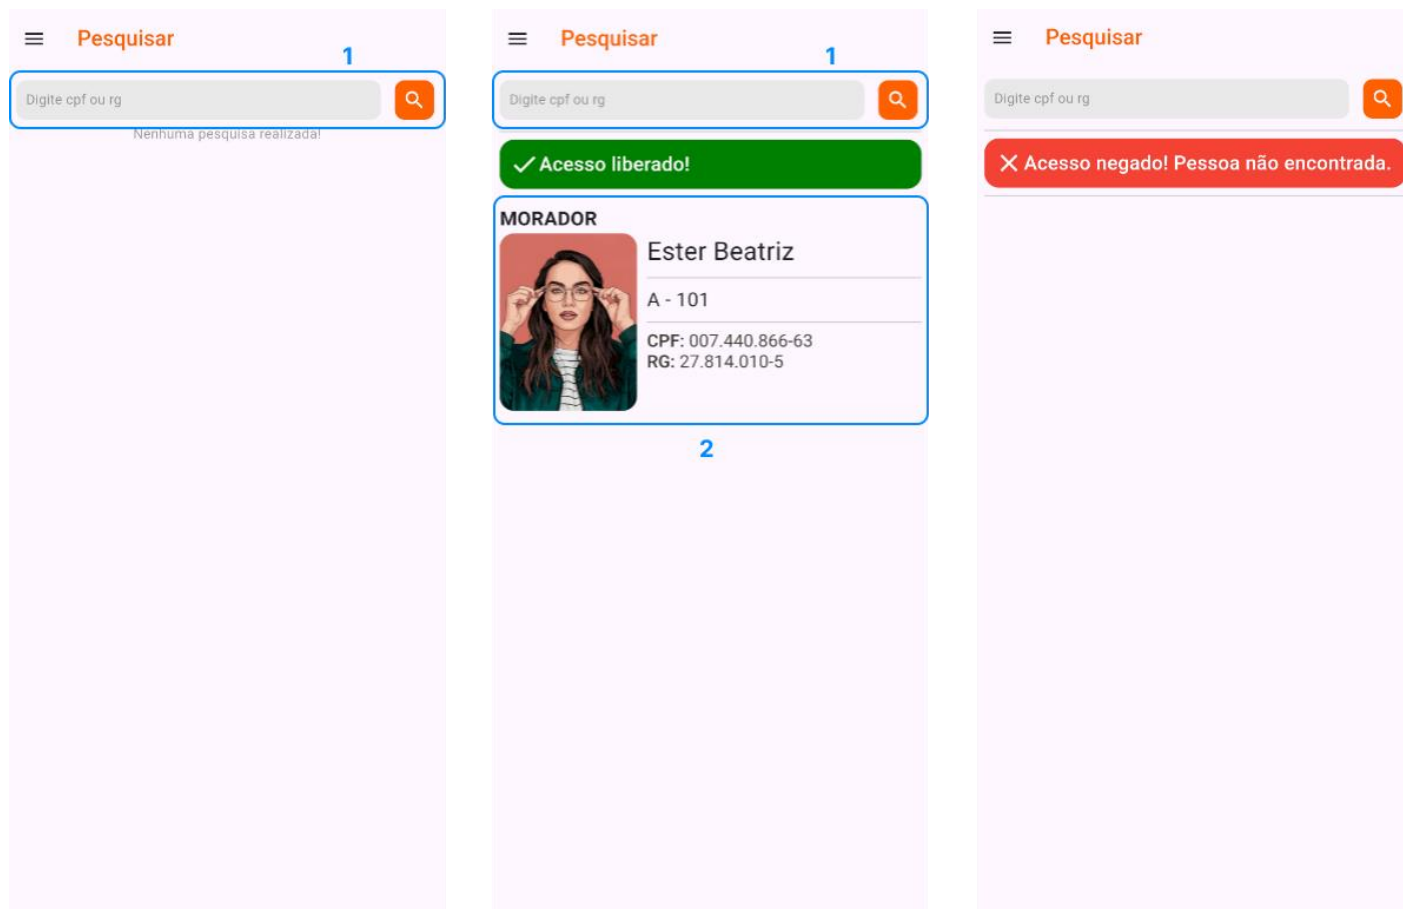 Pesquisar
1
Digite cpf ou rg
Nenhuma pesquisa realizada!
Pesquisar
1
Digite cpf ou rg
Acesso liberado!
MORADOR
Ester Beatriz
A - 101
CPF: 007.440.866-63
RG: 27.814.010-5
2
Pesquisar
Digite cpf ou rg
Acesso negado! Pessoa não encontrada.